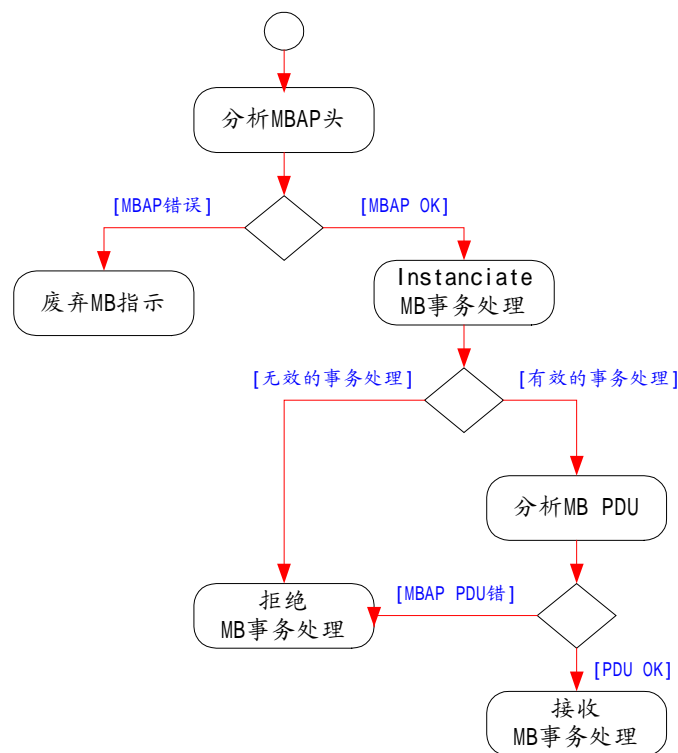 分析MBAP头
[MBAP错误]
[MBAP OK]
废弃MB指示
Instanciate
MB事务处理
[无效的事务处理]
[有效的事务处理]
分析MB PDU
拒绝
MB事务处理
[MBAP PDU错]
[PDU OK]
接收
MB事务处理